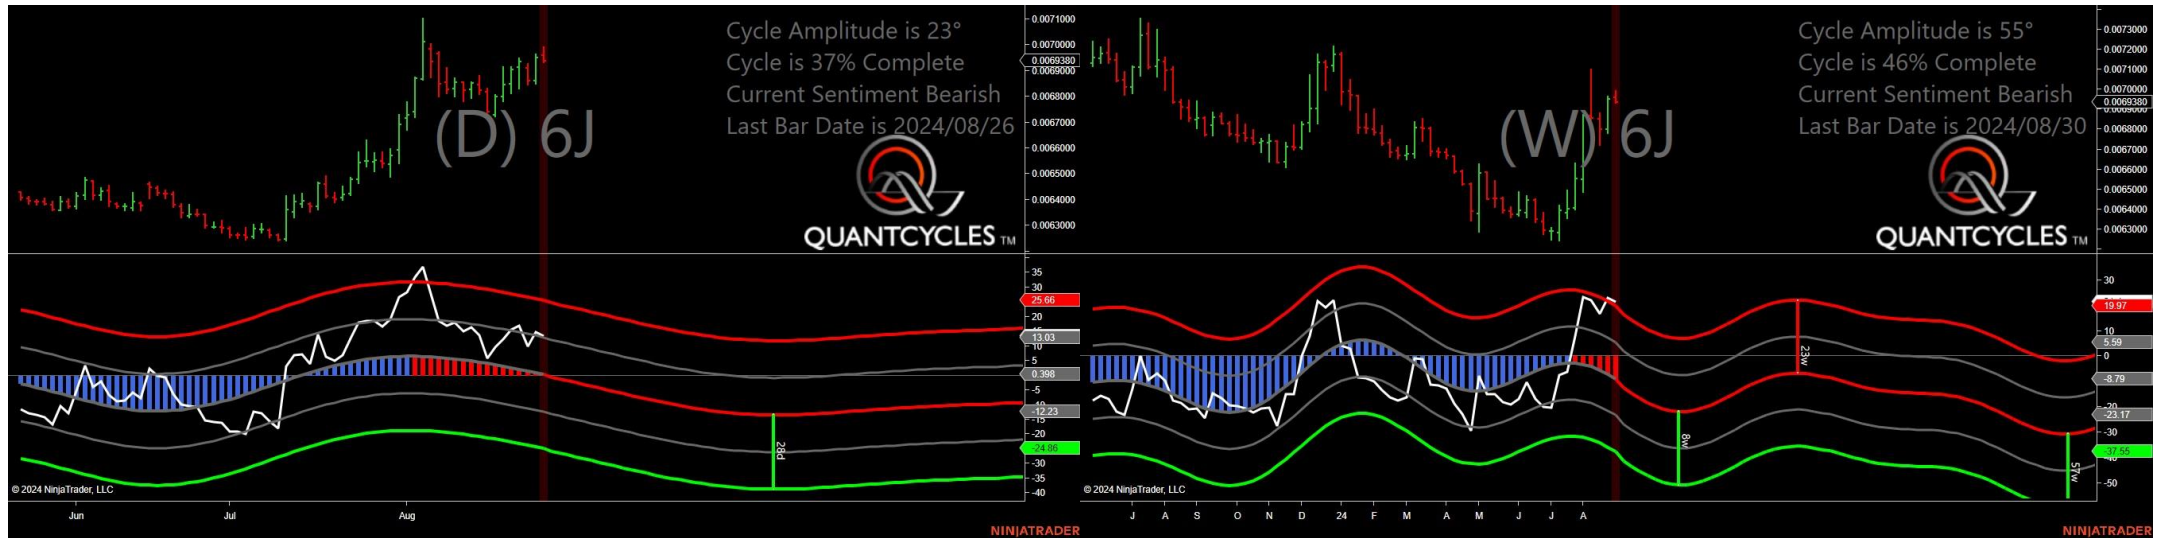 Cycle Amplitude is 23°
Cycle is 37% Complete
Current Sentiment Bearish
Last Bar Date is 2024/08/26
(D) 6J
QUANTCYCLES TM
0.0071000
0.0070000
0.0069380
0.0069000
0.0068000
0.0067000
0.0066000
0.0065000
0.0064000
0.0063000
35
30
25.66
20
13.03
10
5
0.398
-5
-12.23
-15
-20
-24.86
-30
-35
-40
28d
© 2024 NinjaTrader, LLC
Jun Jul Aug
NINJATRADER
Cycle Amplitude is 55°
Cycle is 46% Complete
Current Sentiment Bearish
Last Bar Date is 2024/08/30
(W) 6J
QUANTCYCLES TM
0.0073000
0.0072000
0.0071000
0.0070000
0.0069380
0.0068000
0.0067000
0.0066000
0.0065000
0.0064000
0.0063000
30
19.97
10
5.59
0
-8.79
-20
-23.17
-30
-37.55
-50
8w
23w
57w
© 2024 NinjaTrader, LLC
J A S O N D 24 F M A M J J A
NINJATRADER